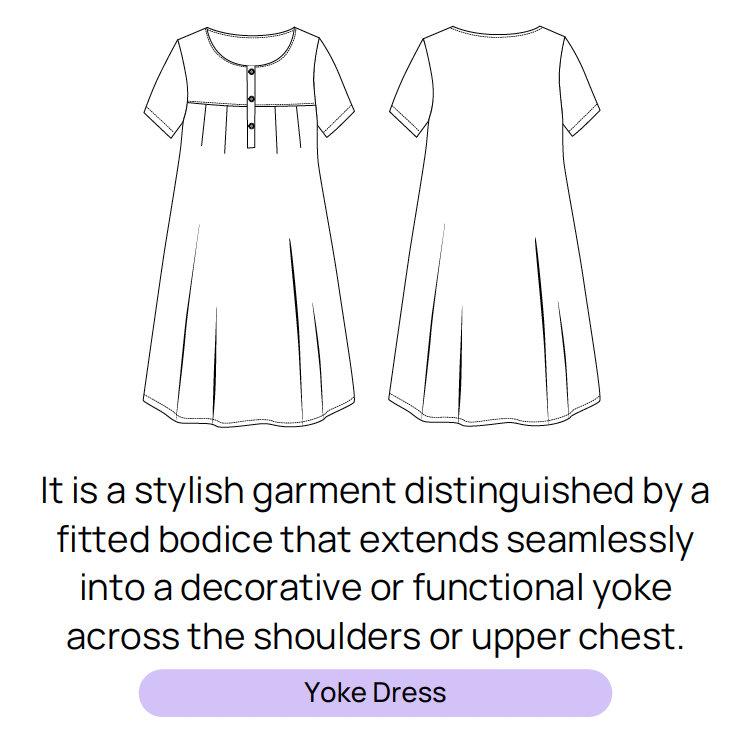 It is a stylish garment distinguished by a
fitted bodice that extends seamlessly
into a decorative or functional yoke
across the shoulders or upper chest.
Yoke Dress